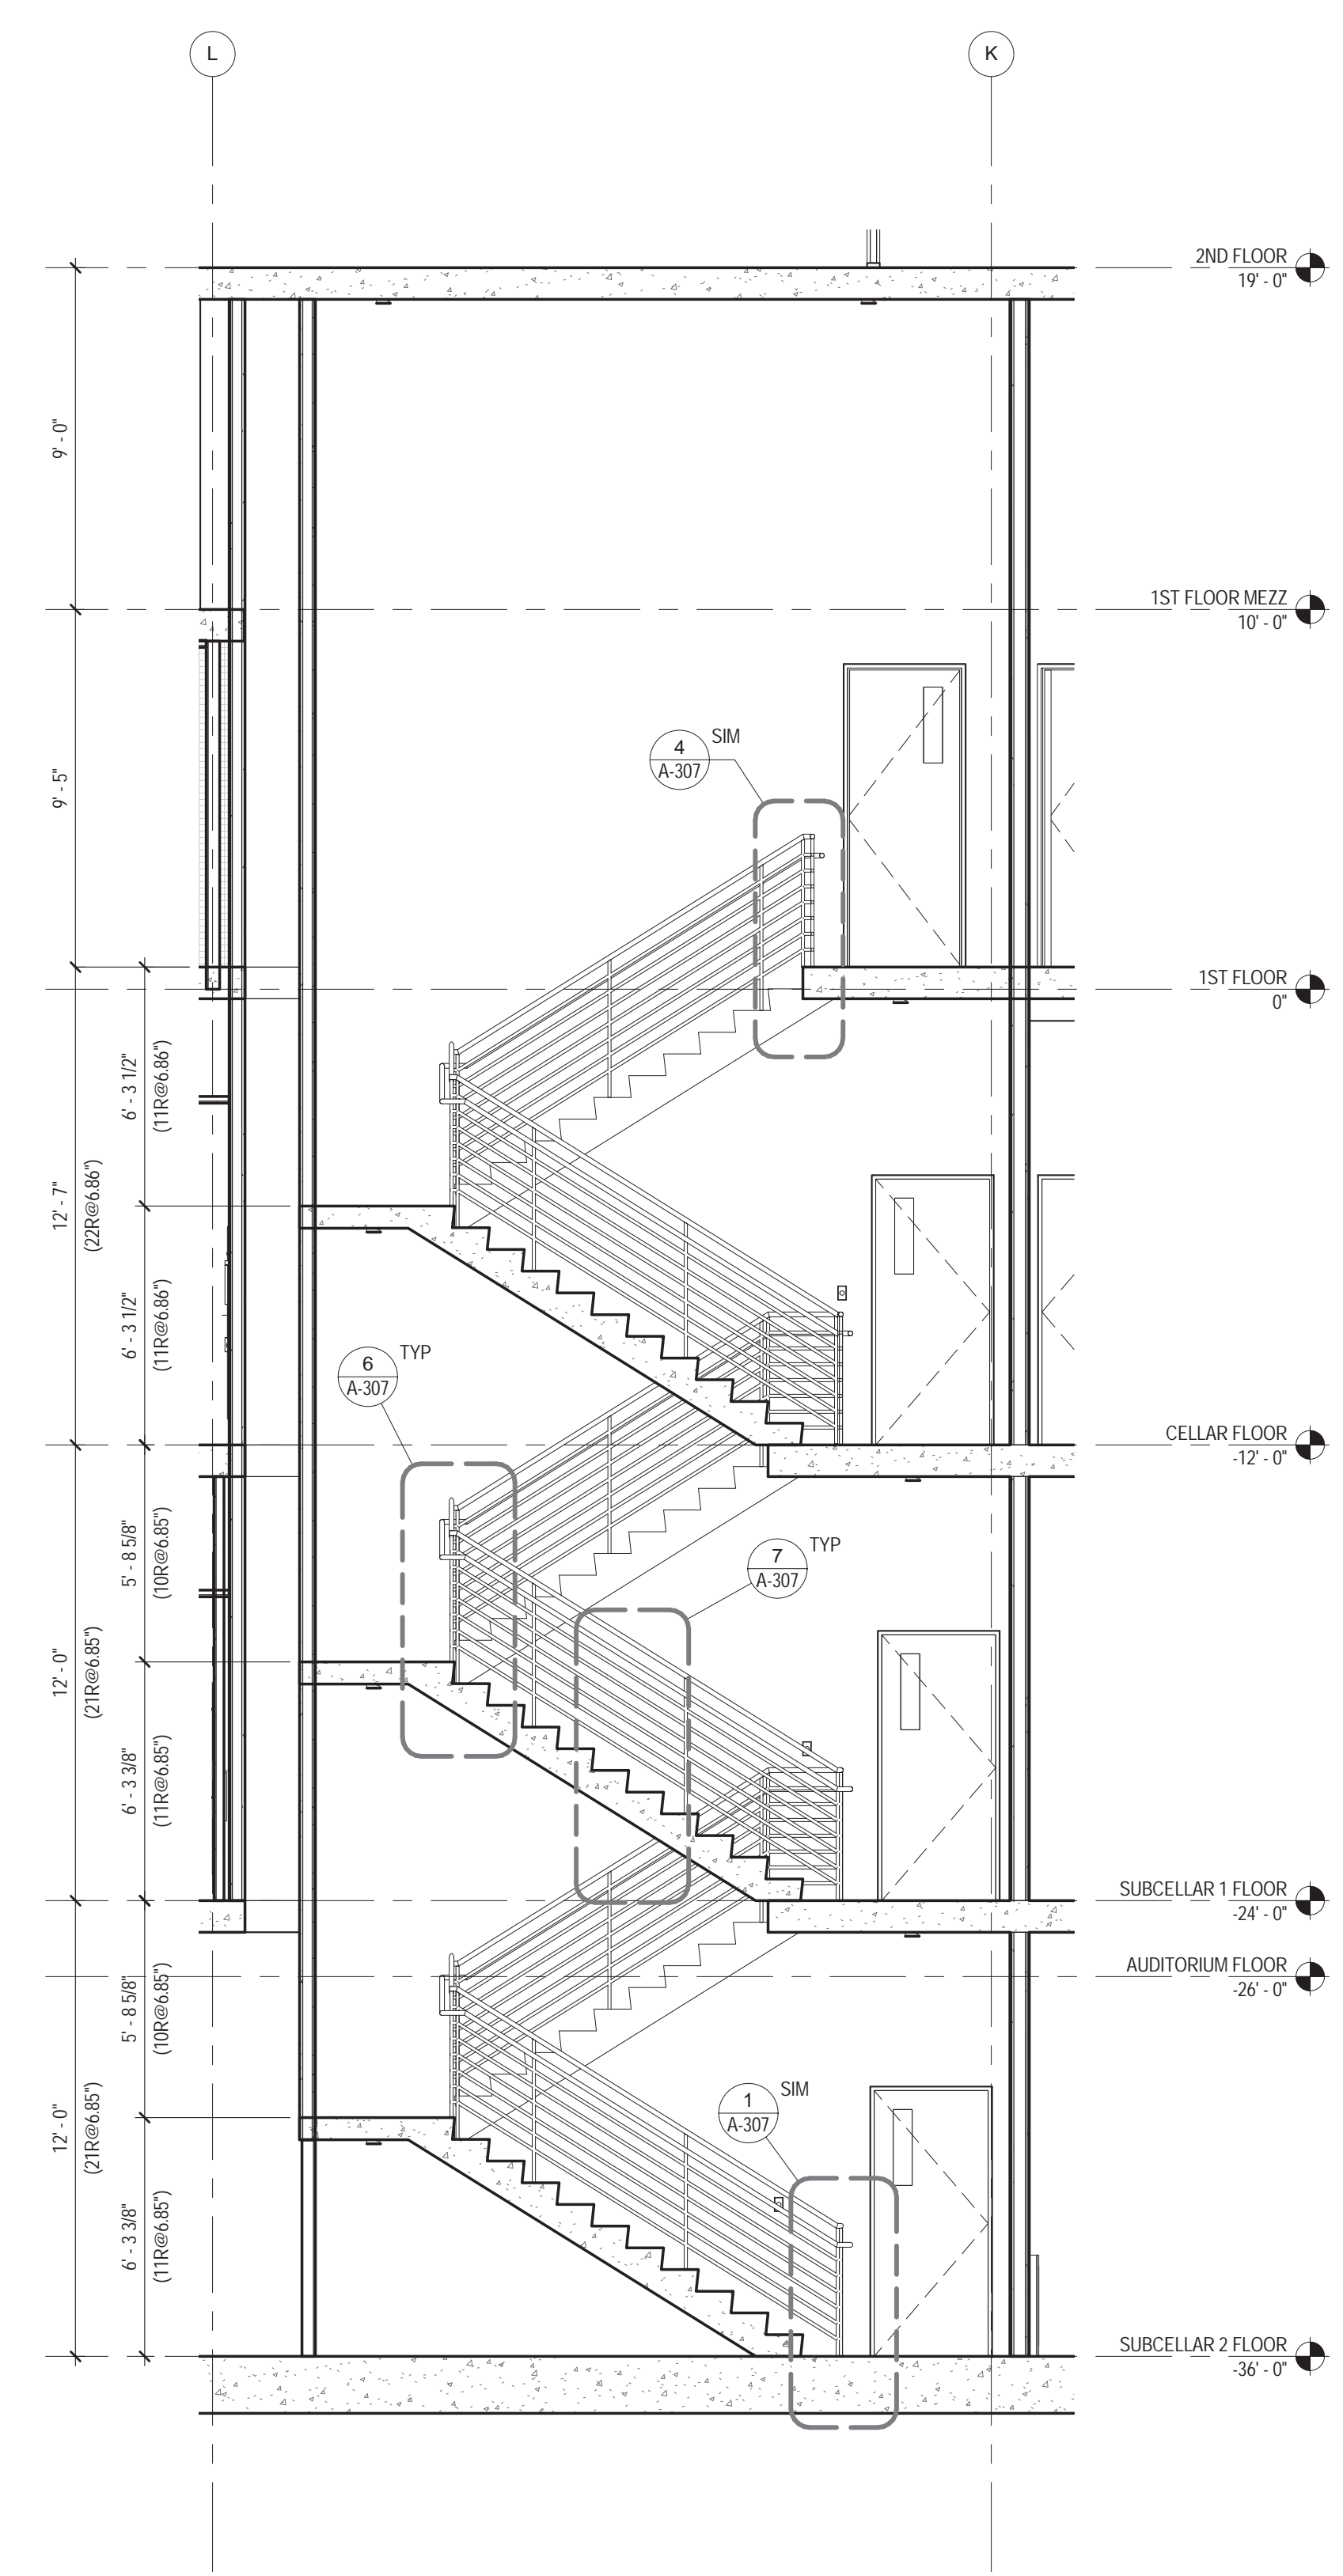 L
K
2ND FLOOR
19' - 0"
9' - 0"
1ST FLOOR MEZZ
10' - 0"
9' - 5"
4
A-307
SIM
1ST FLOOR
0"
6' - 3 1/2"
(11R@6.86")
12' - 7"
(22R@6.86")
6' - 3 1/2"
(11R@6.86")
6
A-307
TYP
CELLAR FLOOR
-12' - 0"
5' - 8 5/8"
(10R@6.85")
7
A-307
TYP
12' - 0"
(21R@6.85")
6' - 3 3/8"
(11R@6.85")
SUBCELLAR 1 FLOOR
-24' - 0"
AUDITORIUM FLOOR
-26' - 0"
5' - 8 5/8"
(10R@6.85")
1
A-307
SIM
12' - 0"
(21R@6.85")
6' - 3 3/8"
(11R@6.85")
SUBCELLAR 2 FLOOR
-36' - 0"